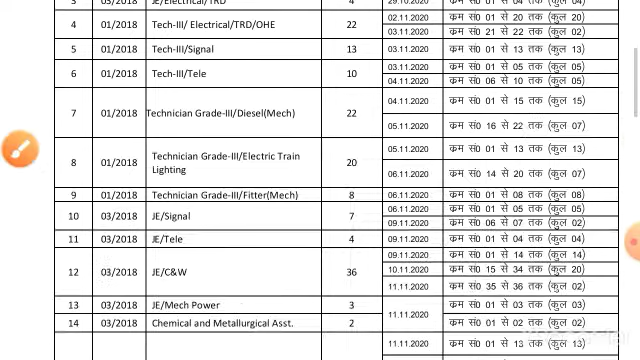 3 03/2018 JE/Electrical/TRD 4 29.10.2020 क्रम सं0 01 से 04 तक (कुल 04)
4 01/2018 Tech-III/ Electrical/TRD/OHE 22 02.11.2020 क्रम सं0 01 से 20 तक (कुल 20)
03.11.2020 क्रम सं0 21 से 22 तक (कुल 02)
5 01/2018 Tech-III/Signal 13 03.11.2020 क्रम सं0 01 से 13 तक (कुल 13)
6 01/2018 Tech-III/Tele 10 03.11.2020 क्रम सं0 01 से 05 तक (कुल 05)
04.11.2020 क्रम सं0 06 से 10 तक (कुल 05)
7 01/2018 Technician Grade-III/Diesel(Mech) 22 04.11.2020 क्रम सं0 01 से 15 तक (कुल 15)
05.11.2020 क्रम सं0 16 से 22 तक (कुल 07)
8 01/2018 Technician Grade-III/Electric Train Lighting 20 05.11.2020 क्रम सं0 01 से 13 तक (कुल 13)
06.11.2020 क्रम सं0 14 से 20 तक (कुल 07)
9 01/2018 Technician Grade-III/Fitter(Mech) 8 06.11.2020 क्रम सं0 01 से 08 तक (कुल 08)
10 03/2018 JE/Signal 7 06.11.2020 क्रम सं0 01 से 05 तक (कुल 05)
09.11.2020 क्रम सं0 06 से 07 तक (कुल 02)
11 03/2018 JE/Tele 4 09.11.2020 क्रम सं0 01 से 04 तक (कुल 04)
12 03/2018 JE/C&W 36 09.11.2020 क्रम सं0 01 से 14 तक (कुल 14)
10.11.2020 क्रम सं0 15 से 34 तक (कुल 20)
11.11.2020 क्रम सं0 35 से 36 तक (कुल 02)
13 03/2018 JE/Mech Power 3 11.11.2020 क्रम सं0 01 से 03 तक (कुल 03)
14 03/2018 Chemical and Metallurgical Asst. 2 क्रम सं0 01 से 02 तक (कुल 02)
11.11.2020 क्रम सं0 01 से 13 तक (कुल 13)